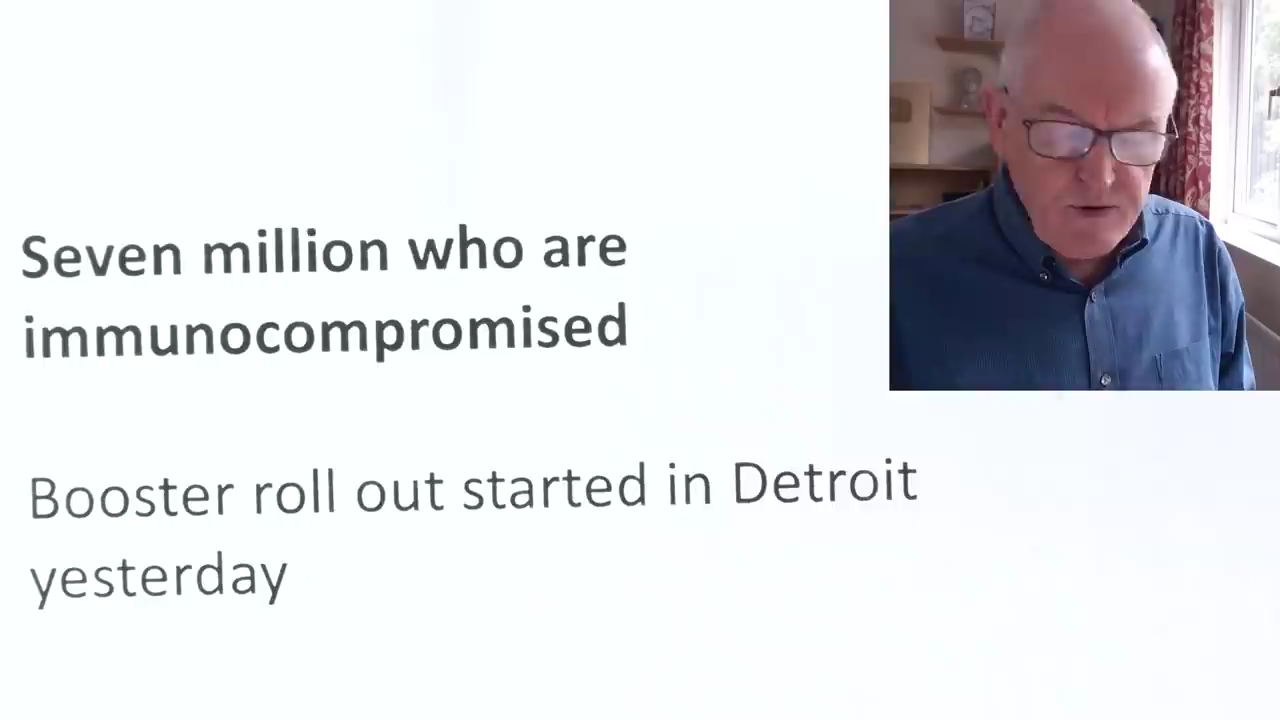 Seven million who are
immunocompromised
Booster roll out started in Detroit
yesterday